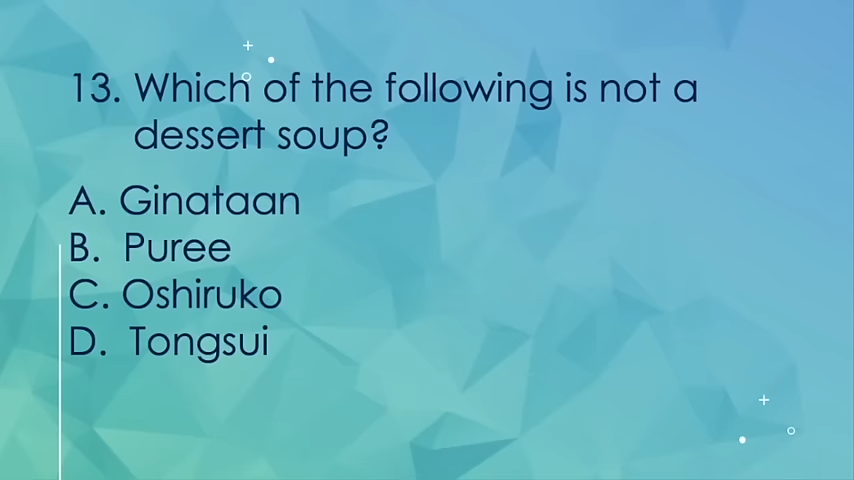 13. Which of the following is not a
dessert soup?
A. Ginataan
B. Puree
C. Oshiruko
D. Tongsui